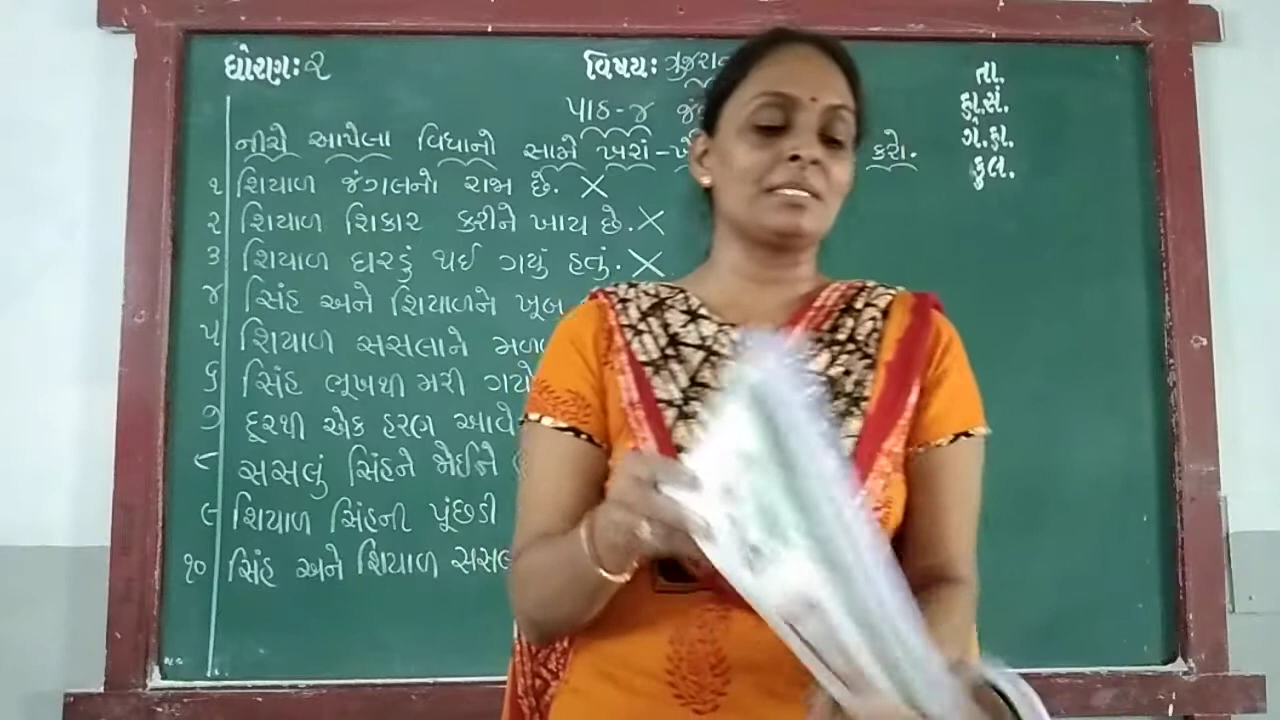 ધોરણ: ૨
વિષય: ગુજરા
તા.
હા.સં.
ગે.હા.
કુલ.
પાઠ-૪ જં
નીચે આપેલા વિધાનો સામે ખરાં-ખો કરો.
૧ શિયાળ જંગલનો રાજા છે. ✗
૨ શિયાળ શિકાર કરીને ખાય છે. ✗
૩ શિયાળ ઘરડું થઈ ગયું હતું. ✗
૪ સિંહ અને શિયાળને ખૂબ
૫ શિયાળ સસલાને મળ
૬ સિંહ ભૂખથી મરી ગયો
૭ દૂરથી એક હરણ આવે
૮ સસલું સિંહને જોઈને
૯ શિયાળ સિંહની પૂંછડી
૧૦ સિંહ અને શિયાળ સસલ